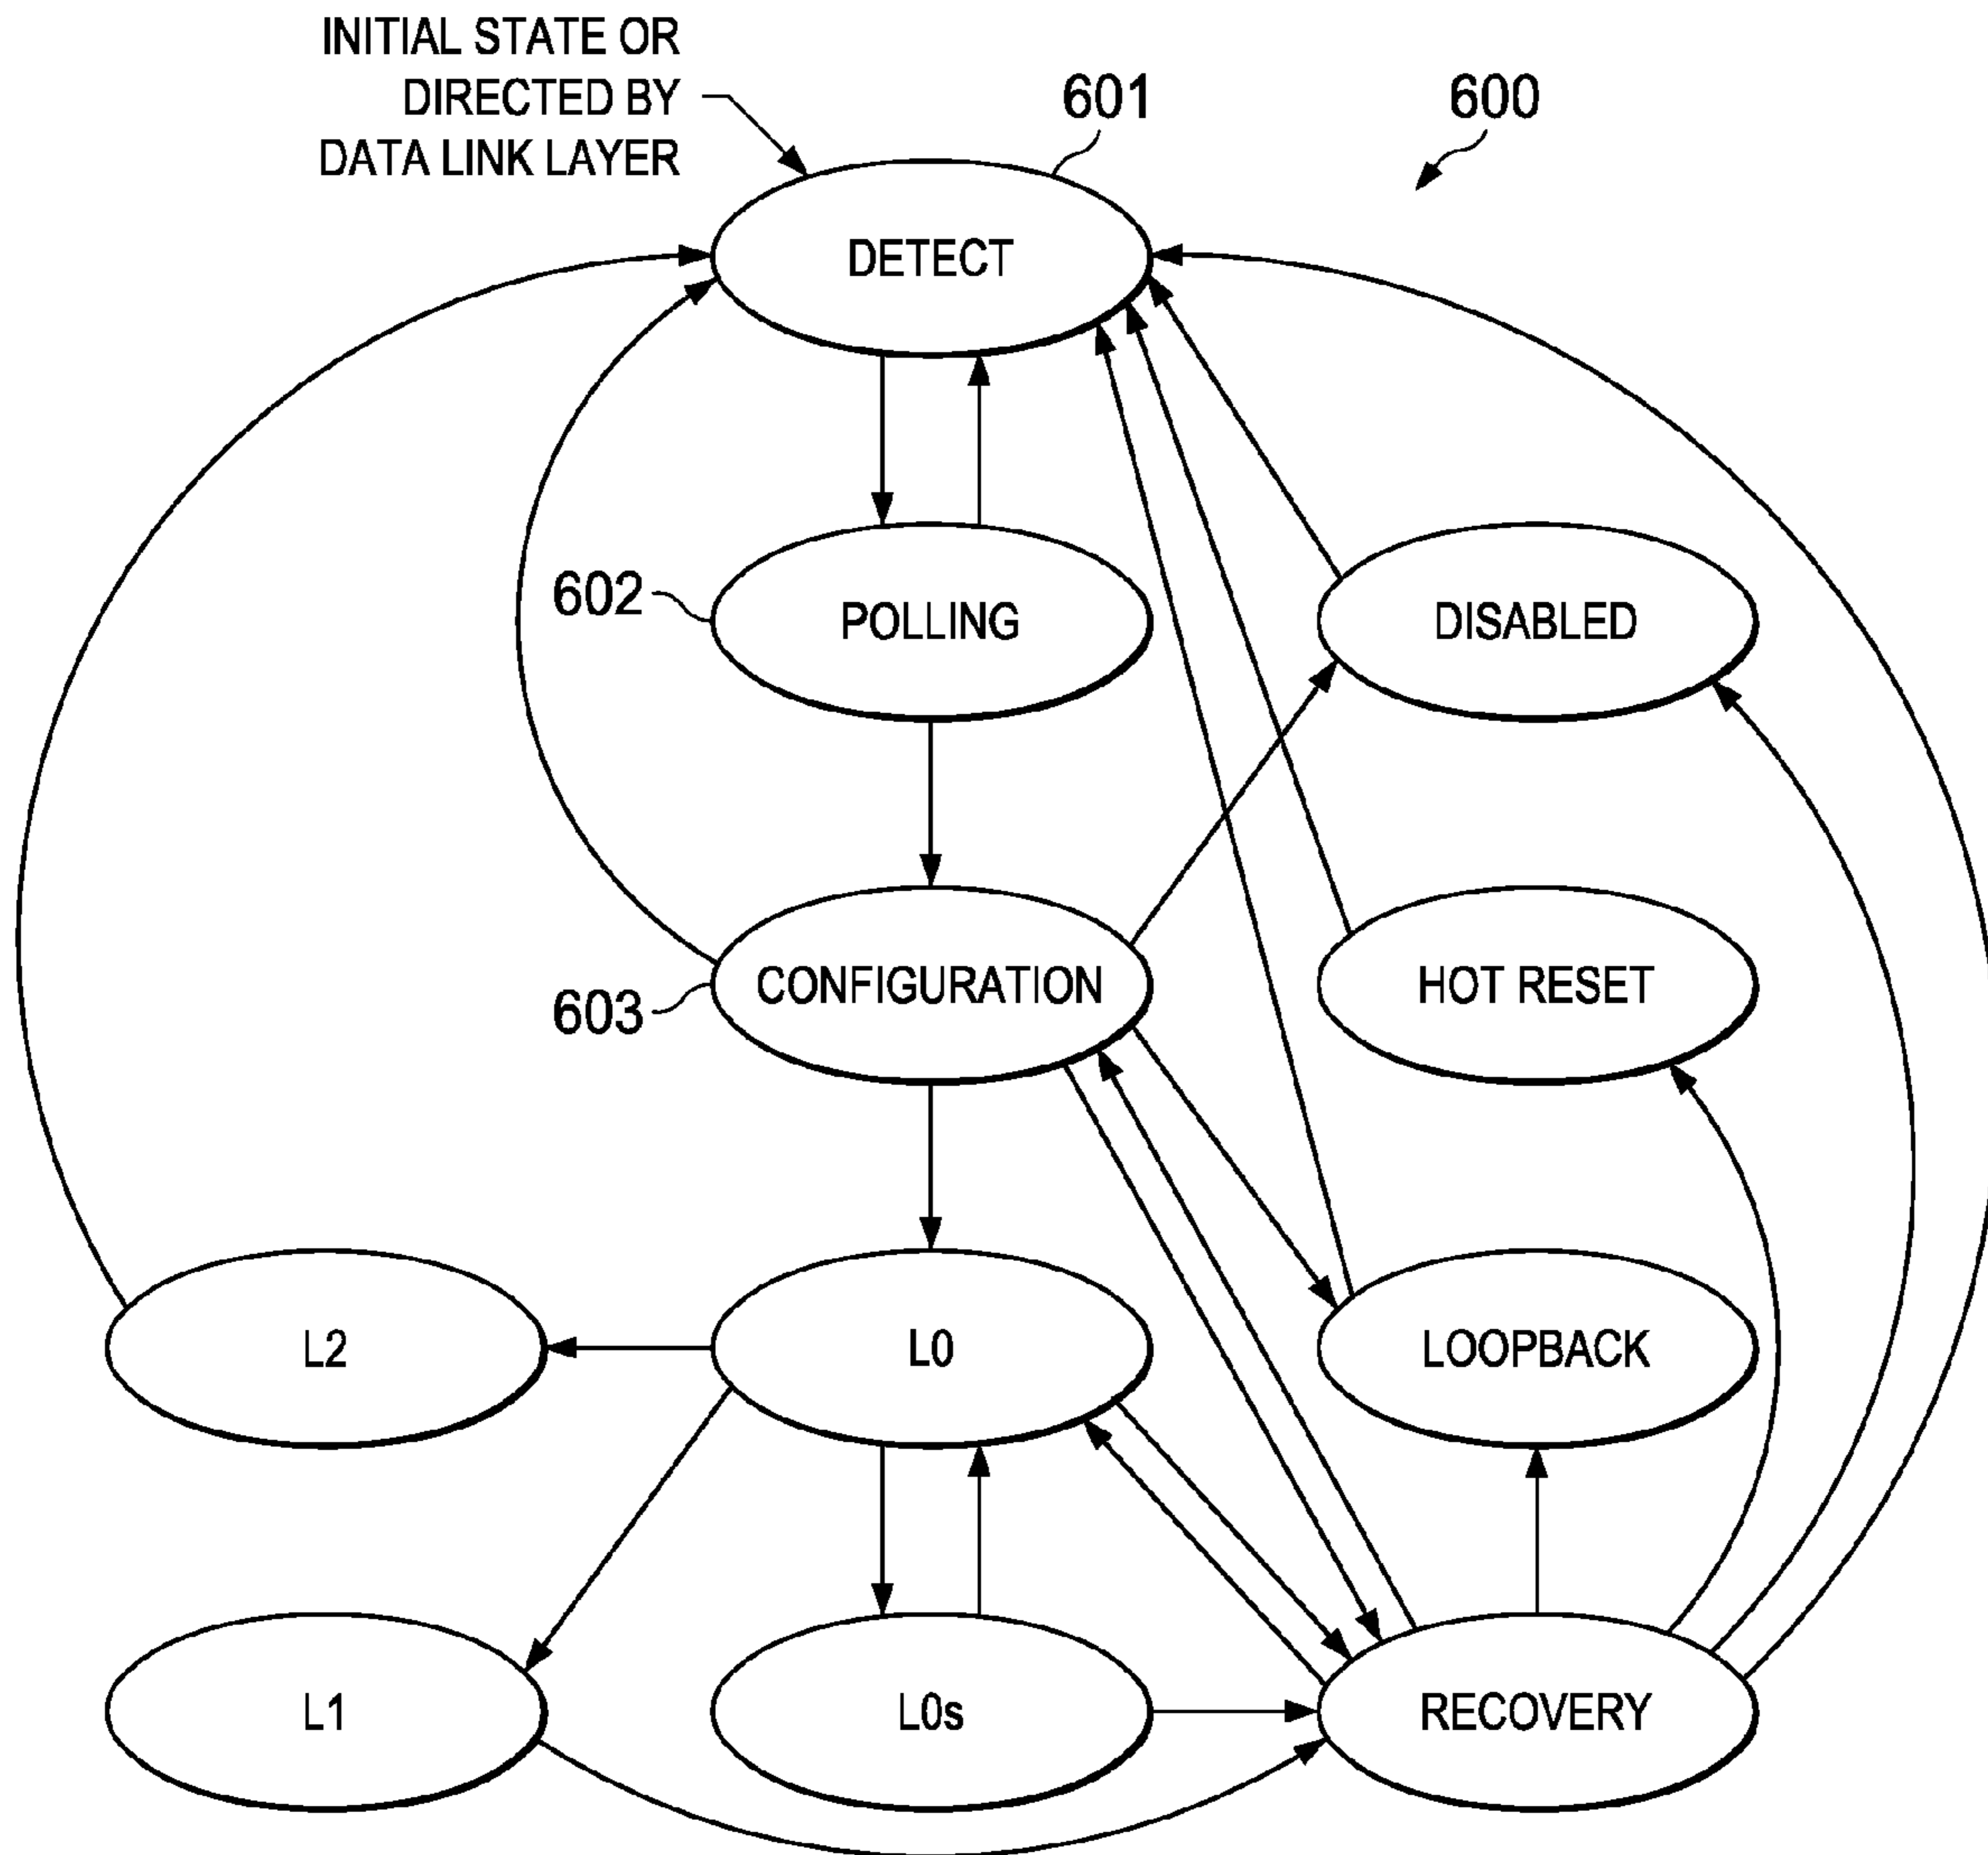 INITIAL STATE OR
DIRECTED BY
DATA LINK LAYER
601
600
DETECT
602
POLLING
DISABLED
CONFIGURATION
603
HOT RESET
L2
L0
LOOPBACK
L1
L0s
RECOVERY